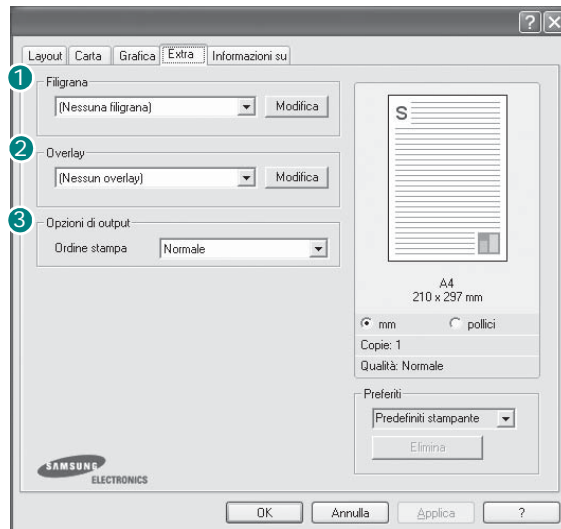 ? X
Layout Carta Grafica Extra Informazioni su
1
Filigrana
(Nessuna filigrana) Modifica
2
Overlay
(Nessun overlay) Modifica
3
Opzioni di output
Ordine stampa Normale
S
A4
210 x 297 mm
mm pollici
Copie: 1
Qualità: Normale
Preferiti
Predefiniti stampante
Elimina
SAMSUNG
ELECTRONICS
OK Annulla Applica ?